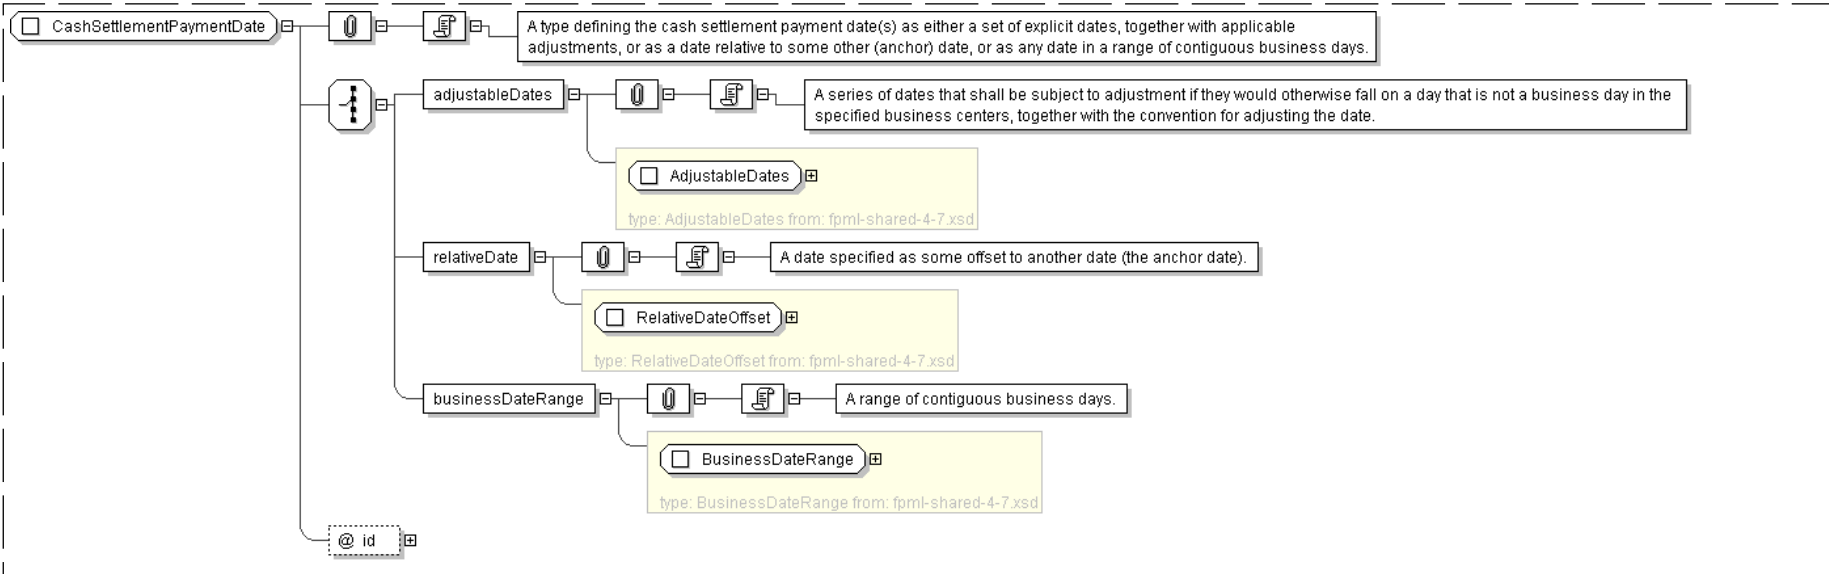 CashSettlementPaymentDate
A type defining the cash settlement payment date(s) as either a set of explicit dates, together with applicable
adjustments, or as a date relative to some other (anchor) date, or as any date in a range of contiguous business days.
adjustableDates
A series of dates that shall be subject to adjustment if they would otherwise fall on a day that is not a business day in the
specified business centers, together with the convention for adjusting the date.
AdjustableDates
type: AdjustableDates from: fpml-shared-4-7.xsd
relativeDate
A date specified as some offset to another date (the anchor date).
RelativeDateOffset
type: RelativeDateOffset from: fpml-shared-4-7.xsd
businessDateRange
A range of contiguous business days.
BusinessDateRange
type: BusinessDateRange from: fpml-shared-4-7.xsd
@ id